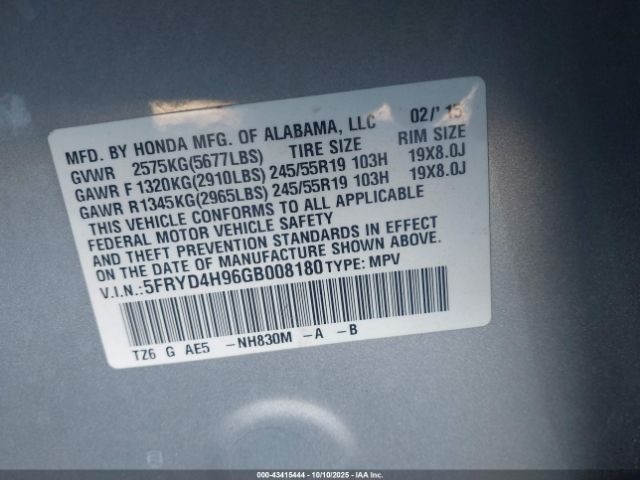 MFD. BY HONDA MFG. OF ALABAMA, LLC 02/'15
GVWR 2575KG(5677LBS) TIRE SIZE RIM SIZE
GAWR F 1320KG(2910LBS) 245/55R19 103H 19X8.0J
GAWR R1345KG(2965LBS) 245/55R19 103H 19X8.0J
THIS VEHICLE CONFORMS TO ALL APPLICABLE
FEDERAL MOTOR VEHICLE SAFETY
AND THEFT PREVENTION STANDARDS IN EFFECT
ON THE DATE OF MANUFACTURE SHOWN ABOVE.
V.I.N.:5FRYD4H96GB008180 TYPE: MPV
TZ6 G AE5 -NH830M -A -B
000-43415444 | 10/10/2025 | IAA Inc.